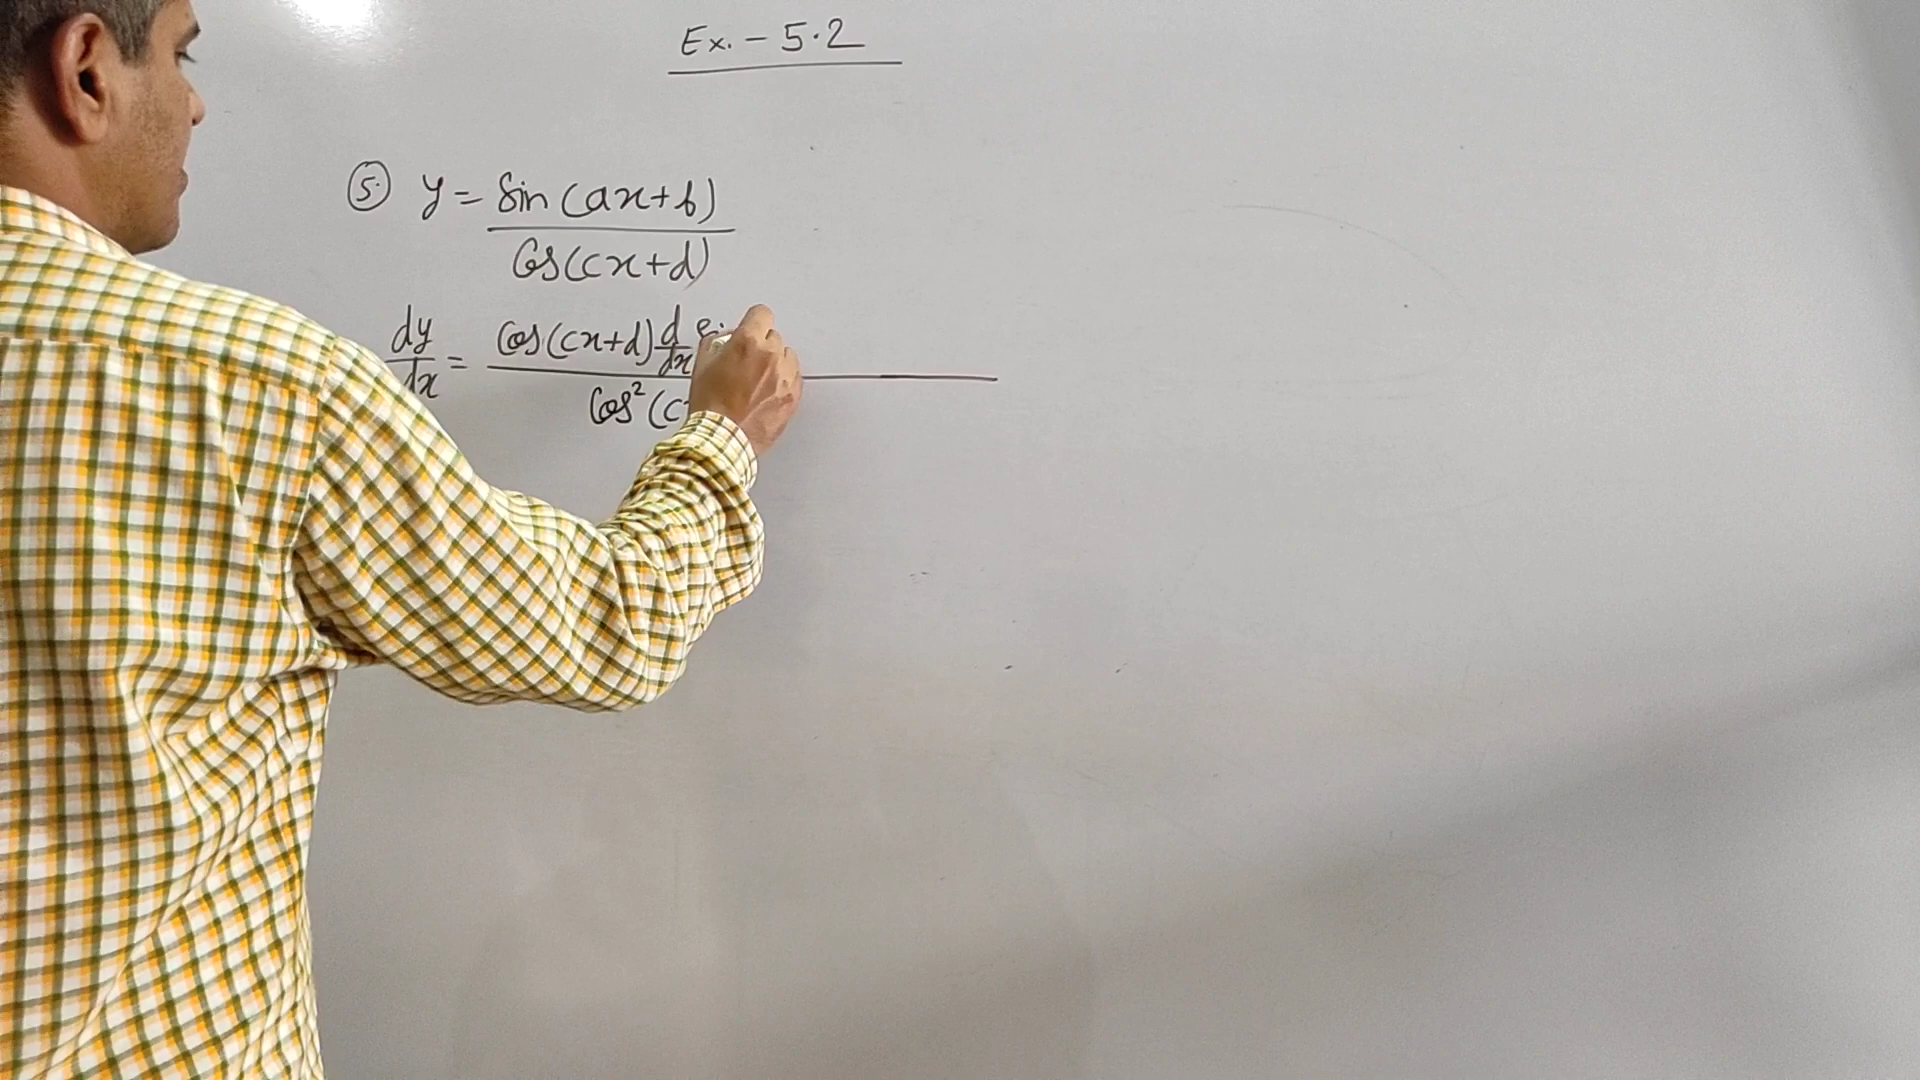 Ex. - 5.2
5. y = Sin (ax+b)
Cos(cx+d)
dy/dx = Cos(cx+d) d/dx
Cos² (c